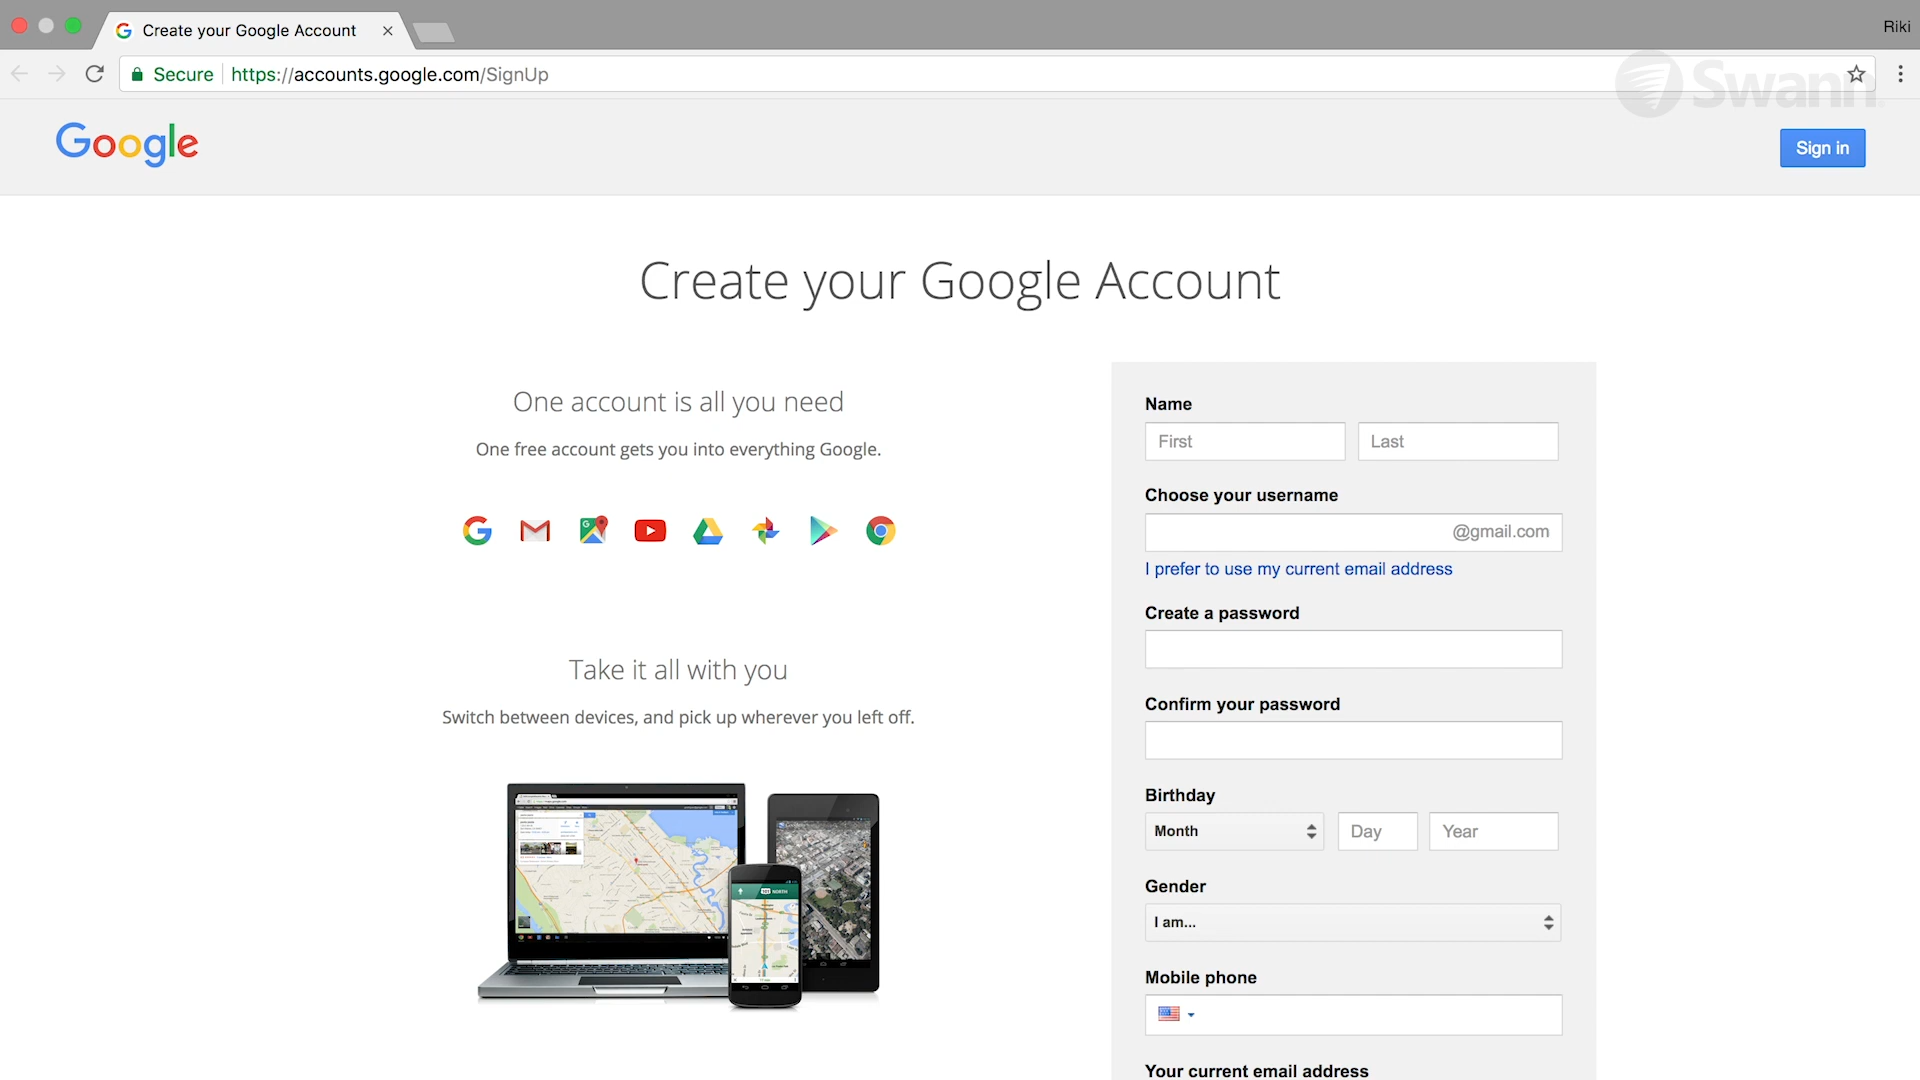 Create your Google Account
Riki
Secure
https://accounts.google.com/SignUp
Swann
Google
Sign in
Create your Google Account
One account is all you need
One free account gets you into everything Google.
Take it all with you
Switch between devices, and pick up wherever you left off.
Name
First
Last
Choose your username
@gmail.com
I prefer to use my current email address
Create a password
Confirm your password
Birthday
Month
Day
Year
Gender
I am...
Mobile phone
Your current email address